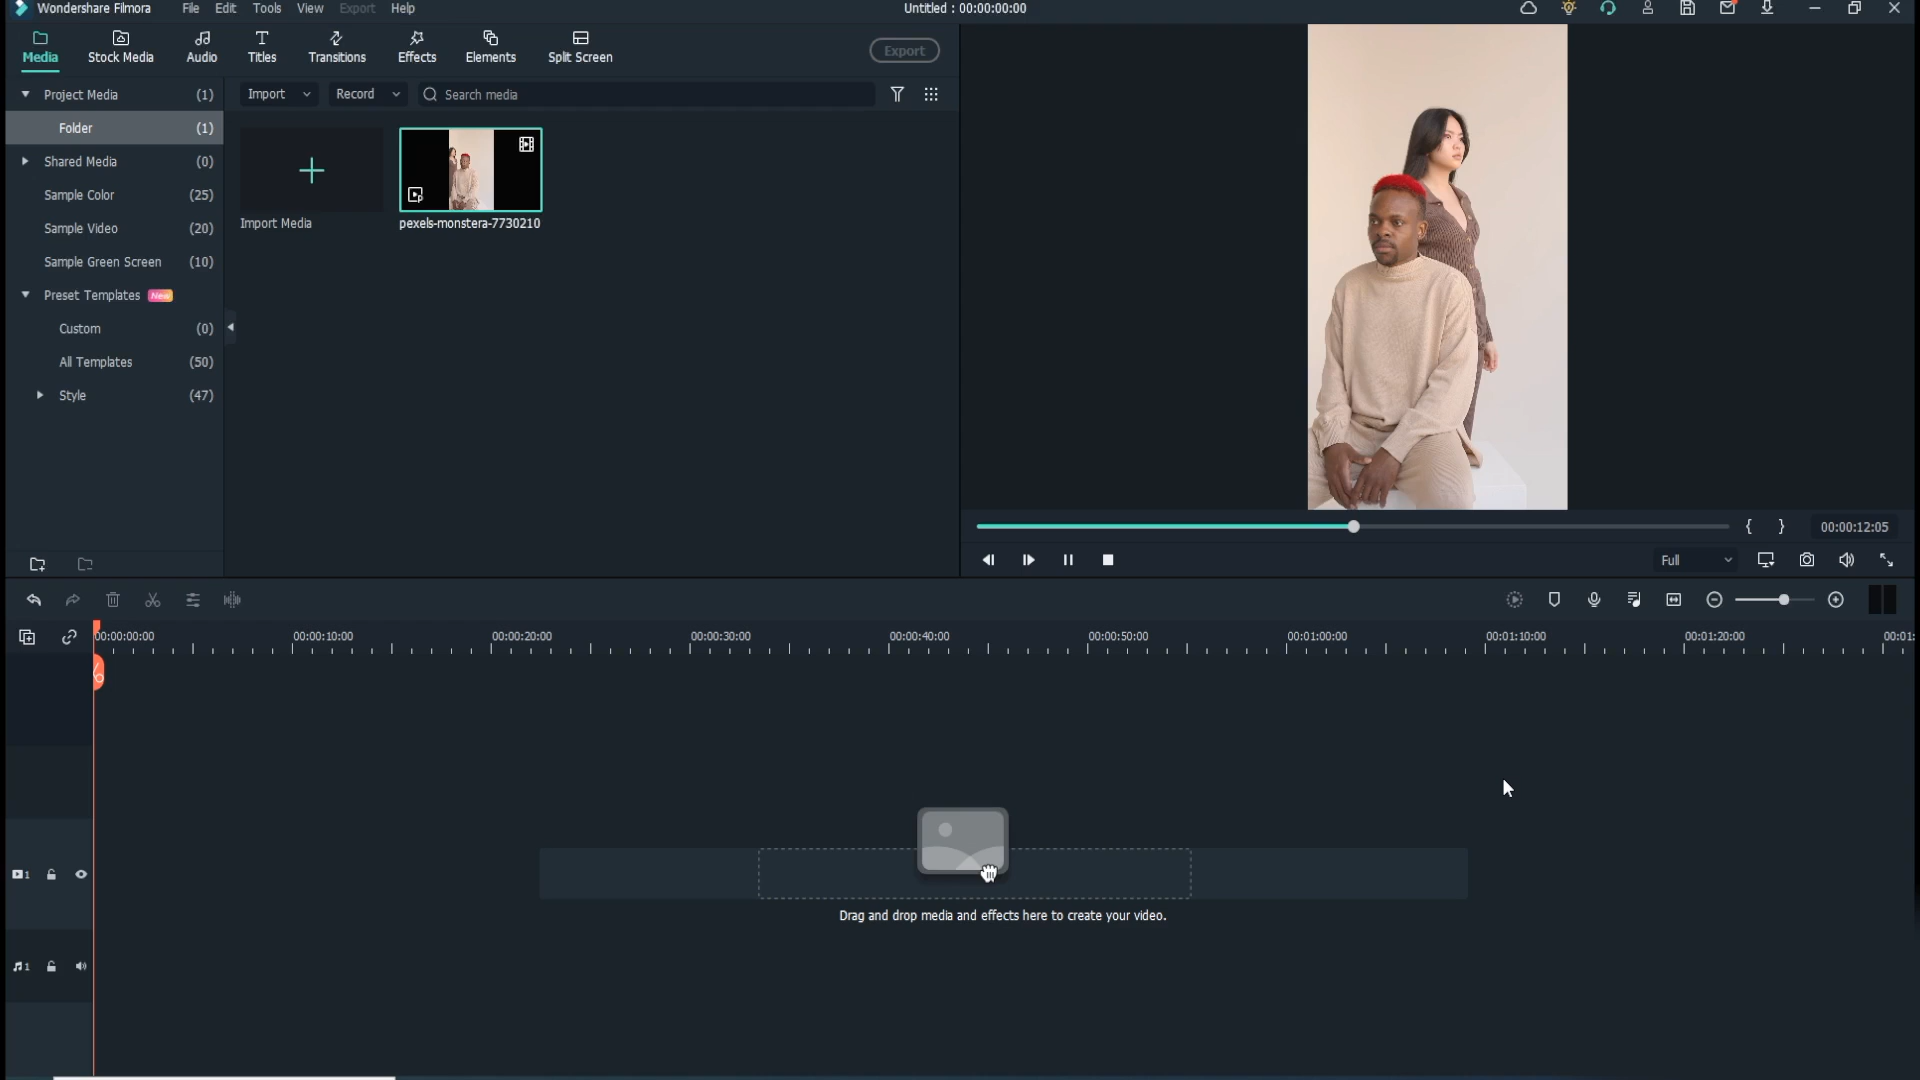 Wondershare Filmora File Edit Tools View Export Help Untitled : 00:00:00:00
Media Stock Media Audio Titles Transitions Effects Elements Split Screen Export
Project Media (1)
Folder (1)
Shared Media (0)
Sample Color (25)
Sample Video (20)
Sample Green Screen (10)
Preset Templates New
Custom (0)
All Templates (50)
Style (47)
Import Record Search media
Import Media pexels-monstera-7730210
{ } 00:00:12:05
Full
00:00:00:00 00:00:10:00 00:00:20:00 00:00:30:00 00:00:40:00 00:00:50:00 00:01:00:00 00:01:10:00 00:01:20:00 00:01:
1
Drag and drop media and effects here to create your video.
1